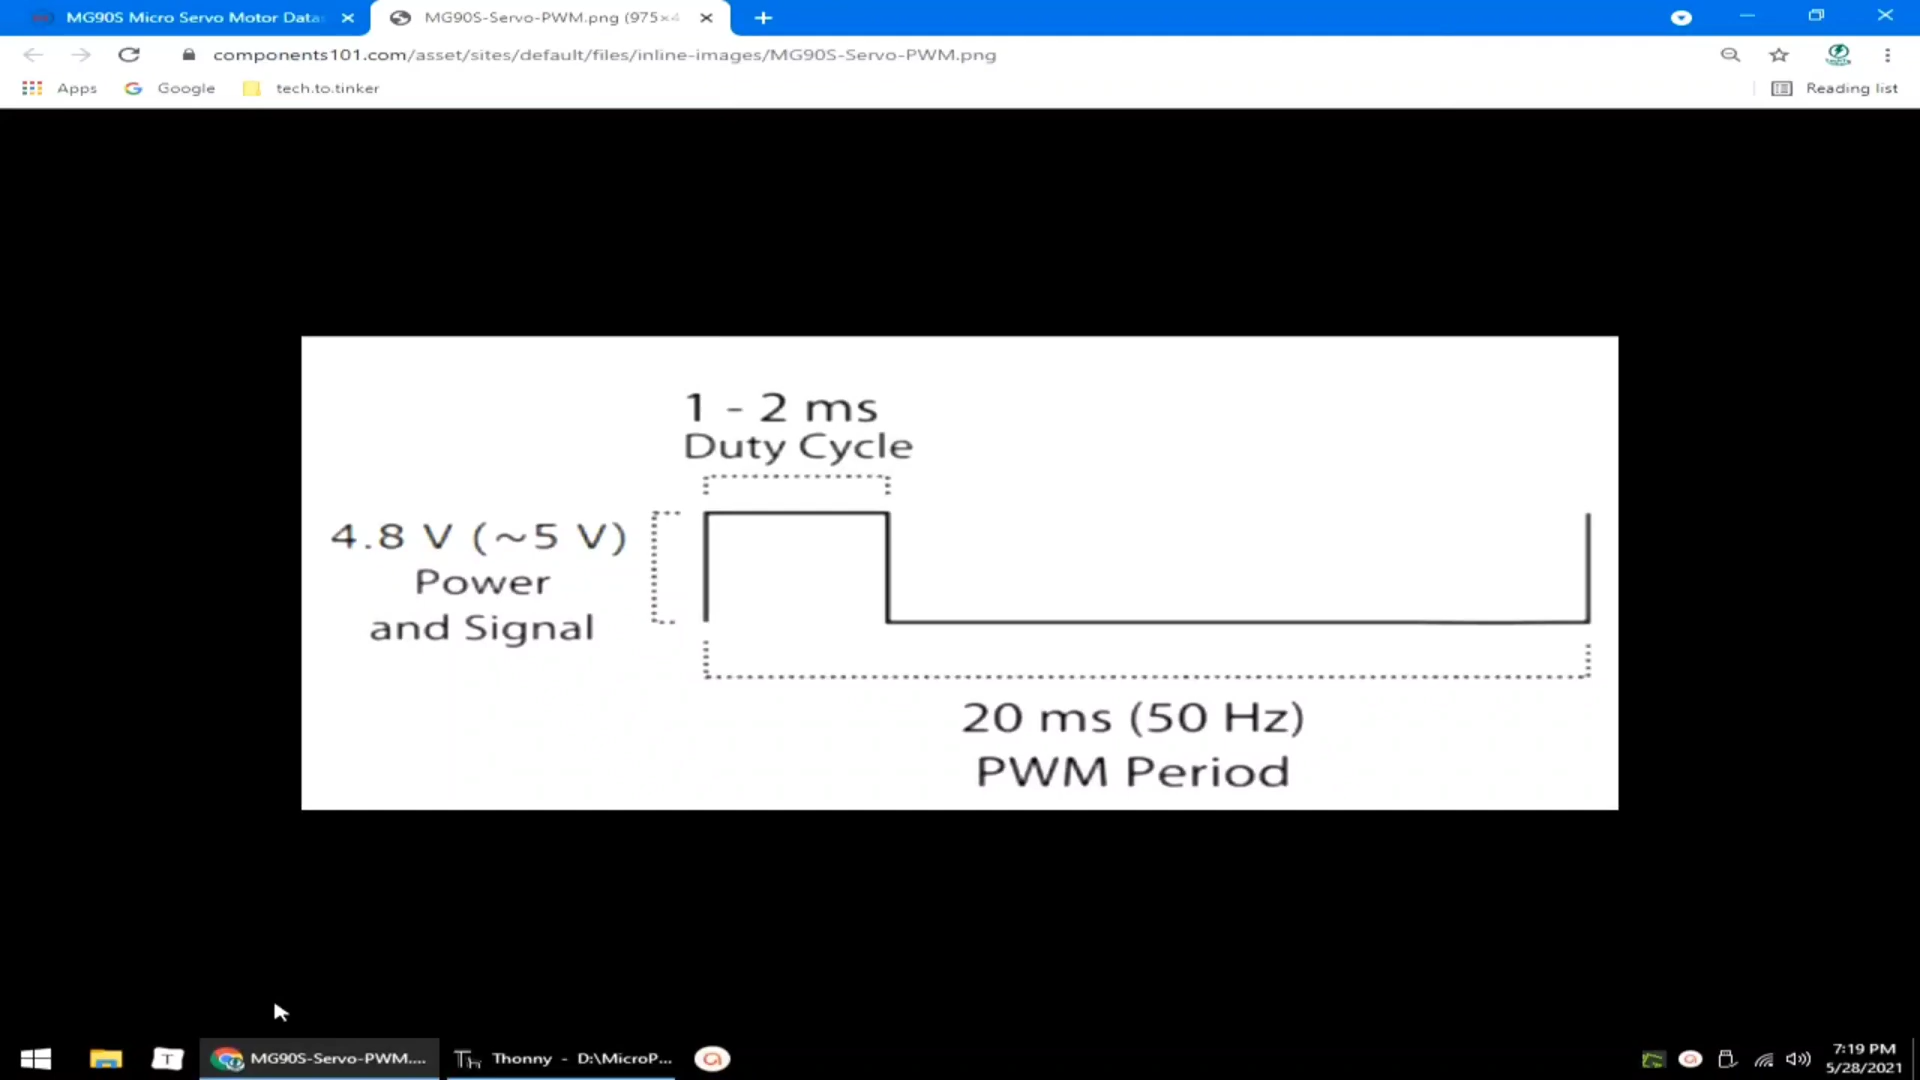 MG90S Micro Servo Motor Data
MG90S-Servo-PWM.png (975×4
components101.com/asset/sites/default/files/inline-images/MG90S-Servo-PWM.png
Apps
Google
tech.to.tinker
Reading list
1 - 2 ms
Duty Cycle
4.8 V (~5 V)
Power
and Signal
20 ms (50 Hz)
PWM Period
MG90S-Servo-PWM....
Thonny - D:\MicroP...
7:19 PM
5/28/2021